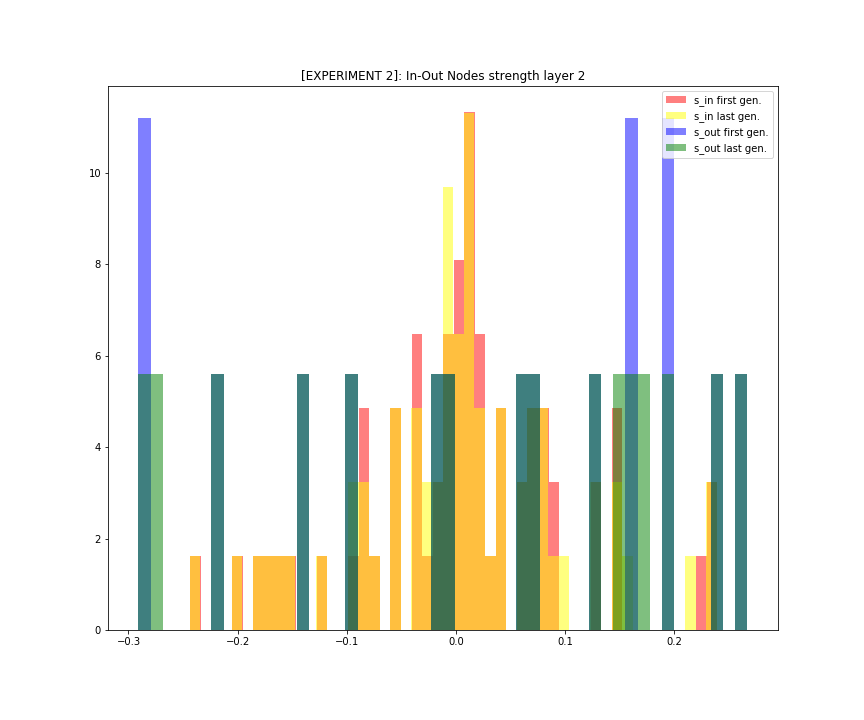 [EXPERIMENT 2]: In-Out Nodes strength layer 2
s_in first gen.
s_in last gen.
s_out first gen.
s_out last gen.
10
8
6
4
2
0
−0.3 −0.2 −0.1 0.0 0.1 0.2